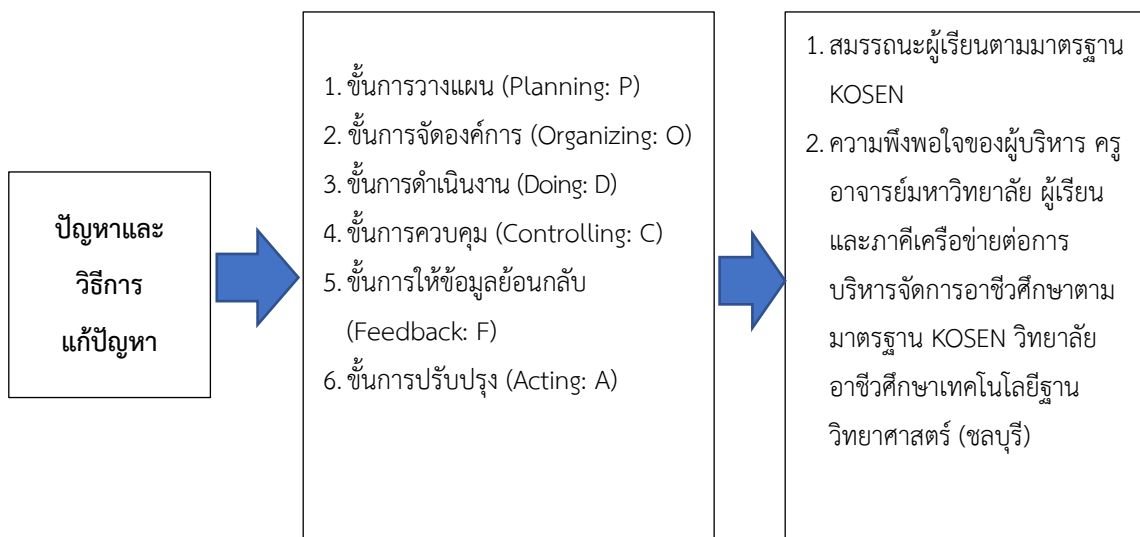 ปัญหาและ
วิธีการ
แก้ปัญหา
1. ขั้นการวางแผน (Planning: P)
2. ขั้นการจัดองค์การ (Organizing: O)
3. ขั้นการดำเนินงาน (Doing: D)
4. ขั้นการควบคุม (Controlling: C)
5. ขั้นการให้ข้อมูลย้อนกลับ
(Feedback: F)
6. ขั้นการปรับปรุง (Acting: A)
1. สมรรถนะผู้เรียนตามมาตรฐาน
KOSEN
2. ความพึงพอใจของผู้บริหาร ครู
อาจารย์มหาวิทยาลัย ผู้เรียน
และภาคีเครือข่ายต่อการ
บริหารจัดการอาชีวศึกษาตาม
มาตรฐาน KOSEN วิทยาลัย
อาชีวศึกษาเทคโนโลยีฐาน
วิทยาศาสตร์ (ชลบุรี)